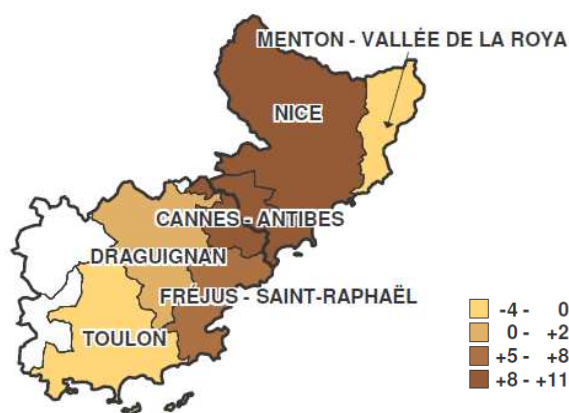 MENTON - VALLÉE DE LA ROYA
NICE
CANNES - ANTIBES
DRAGUIGNAN
FRÉJUS - SAINT-RAPHAËL
TOULON
-4 - 0
0 - +2
+5 - +8
+8 - +11